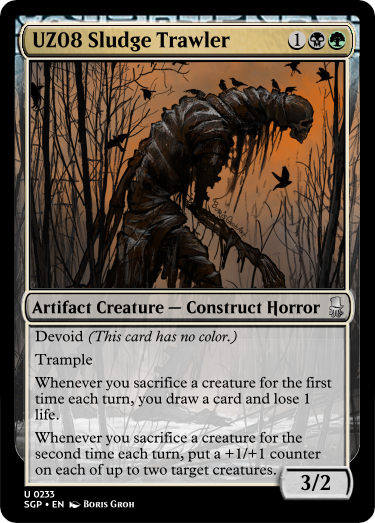 UZ08 Sludge Trawler 1
Artifact Creature — Construct Horror
Devoid (This card has no color.)
Trample
Whenever you sacrifice a creature for the first
time each turn, you draw a card and lose 1
life.
Whenever you sacrifice a creature for the
second time each turn, put a +1/+1 counter
on each of up to two target creatures.
3/2
U 0233
SGP • EN Boris Groh